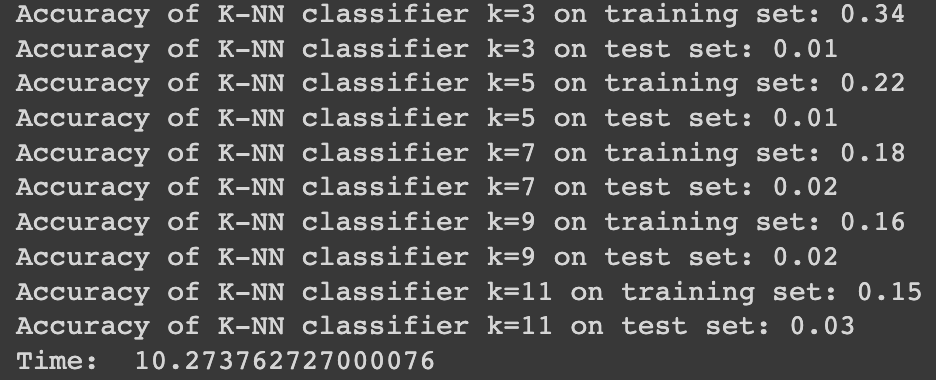 Accuracy of K-NN classifier k=3 on training set: 0.34
Accuracy of K-NN classifier k=3 on test set: 0.01
Accuracy of K-NN classifier k=5 on training set: 0.22
Accuracy of K-NN classifier k=5 on test set: 0.01
Accuracy of K-NN classifier k=7 on training set: 0.18
Accuracy of K-NN classifier k=7 on test set: 0.02
Accuracy of K-NN classifier k=9 on training set: 0.16
Accuracy of K-NN classifier k=9 on test set: 0.02
Accuracy of K-NN classifier k=11 on training set: 0.15
Accuracy of K-NN classifier k=11 on test set: 0.03
Time:  10.273762727000076